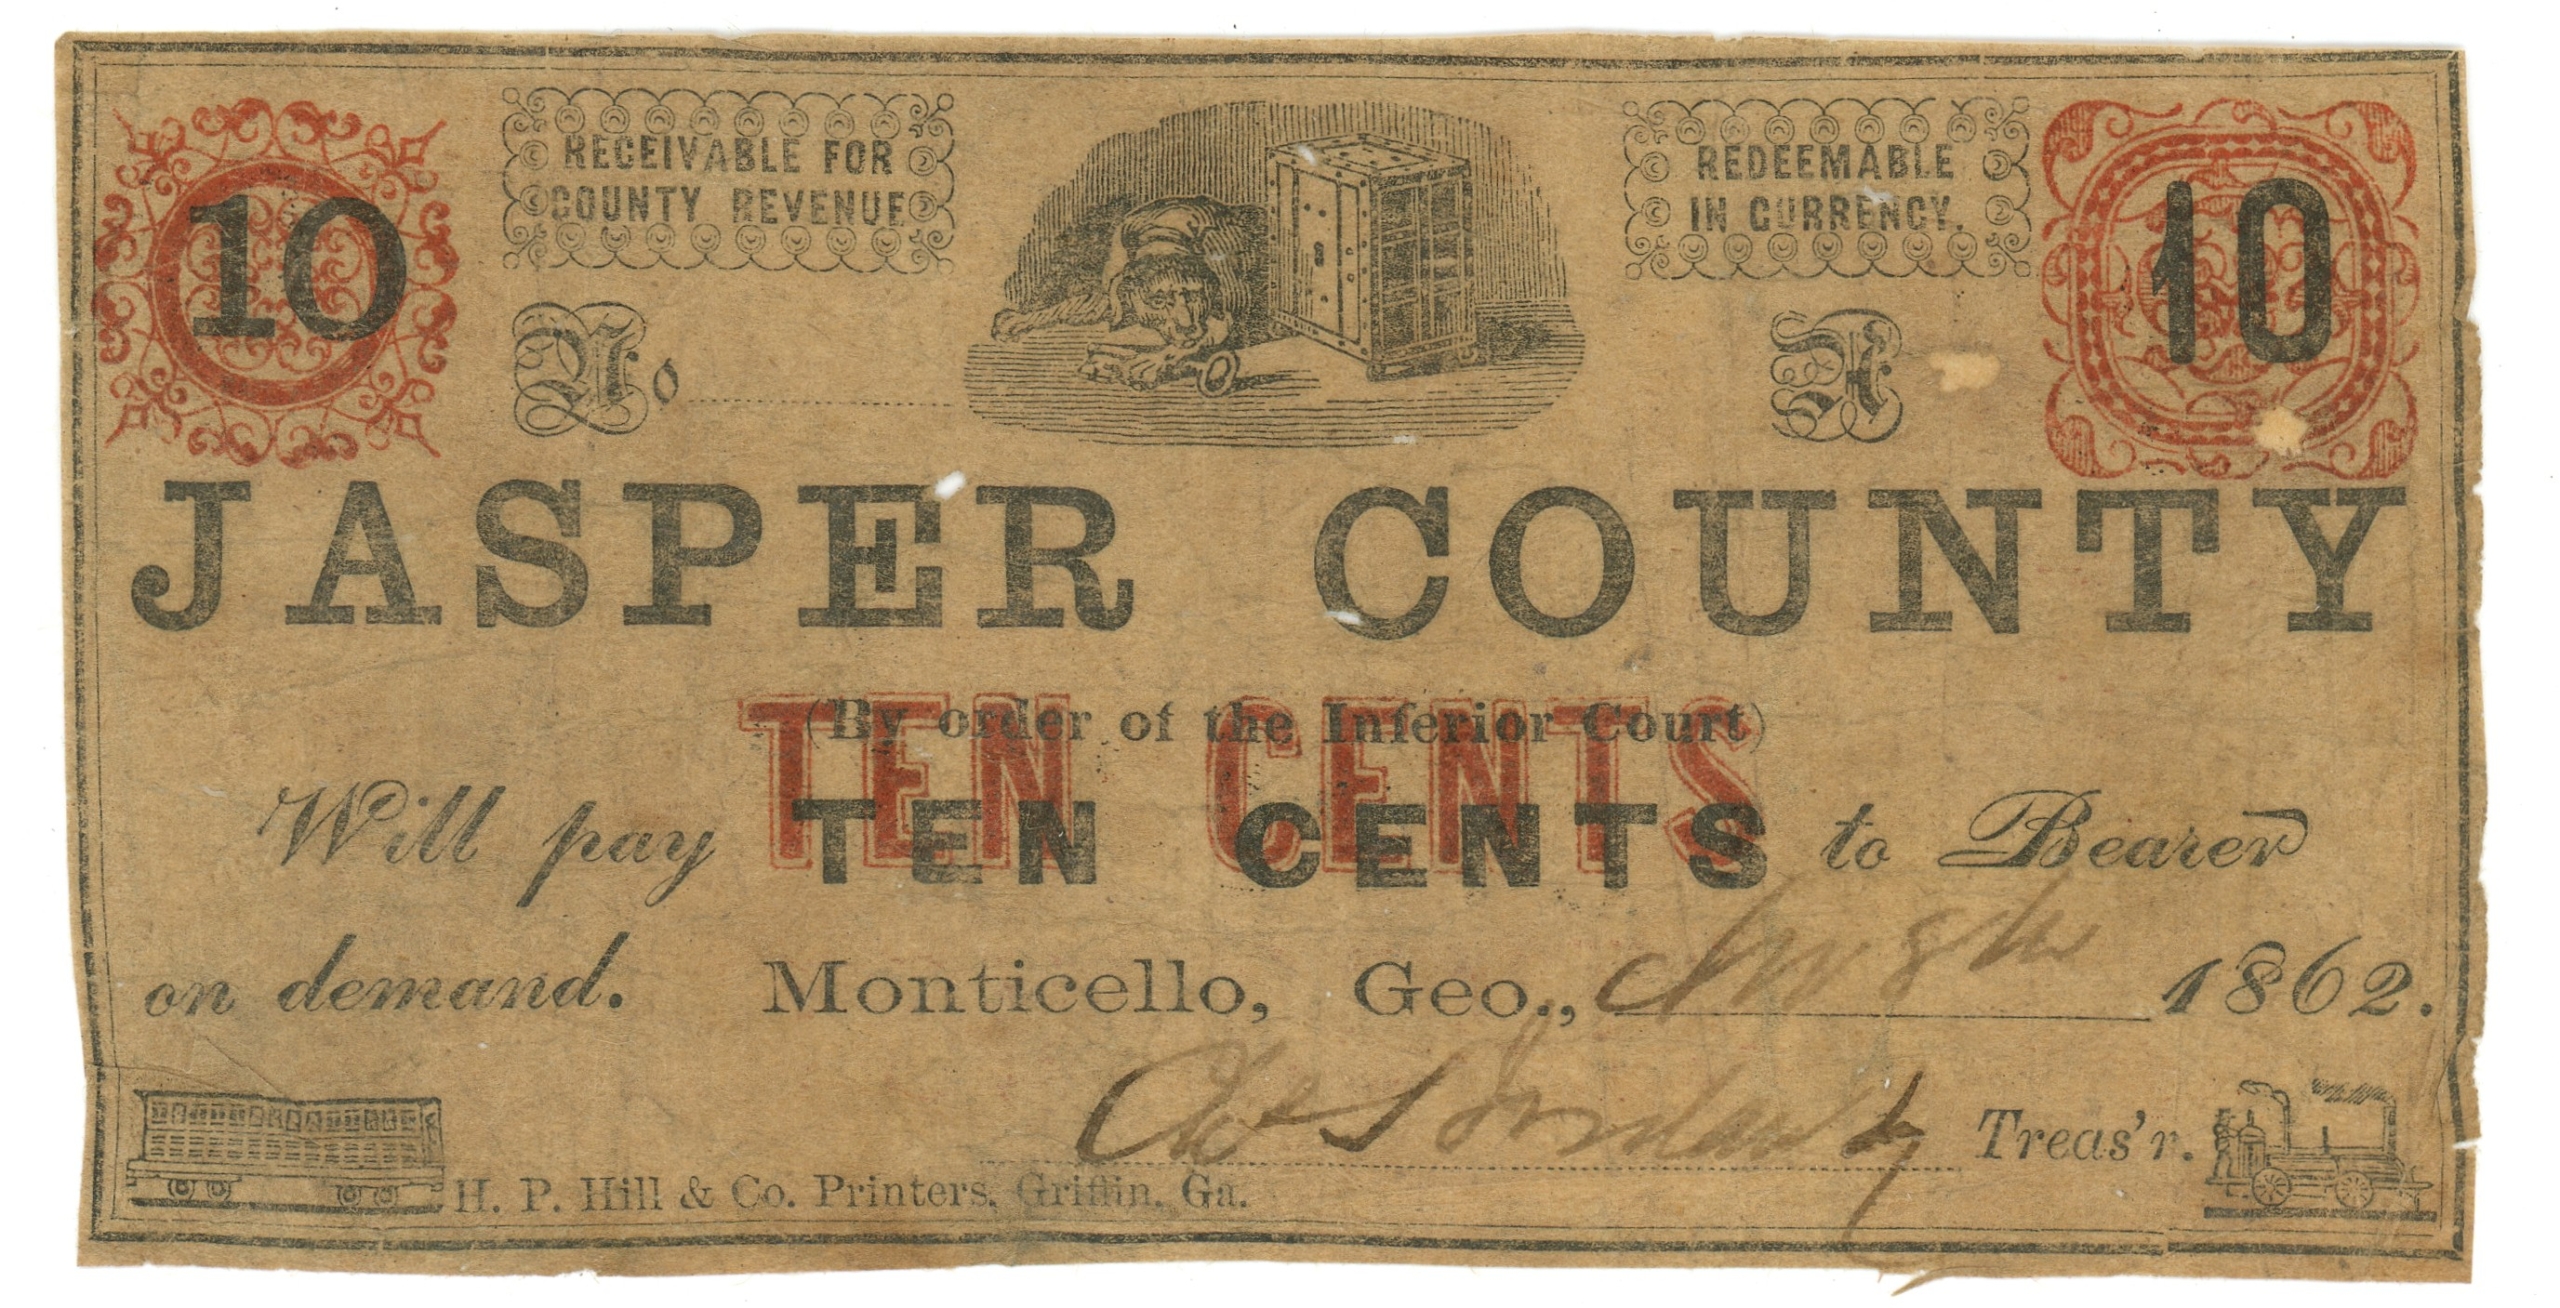 10
RECEIVABLE FOR
COUNTY REVENUE
REDEEMABLE
IN CURRENCY.
10
No
A
JASPER COUNTY
TEN CENTS
(By order of the Inferior Court)
Will pay TEN CENTS to Bearer
on demand. Monticello, Geo., 8th 1862.
Treas'r.
H. P. Hill & Co. Printers, Griffin, Ga.